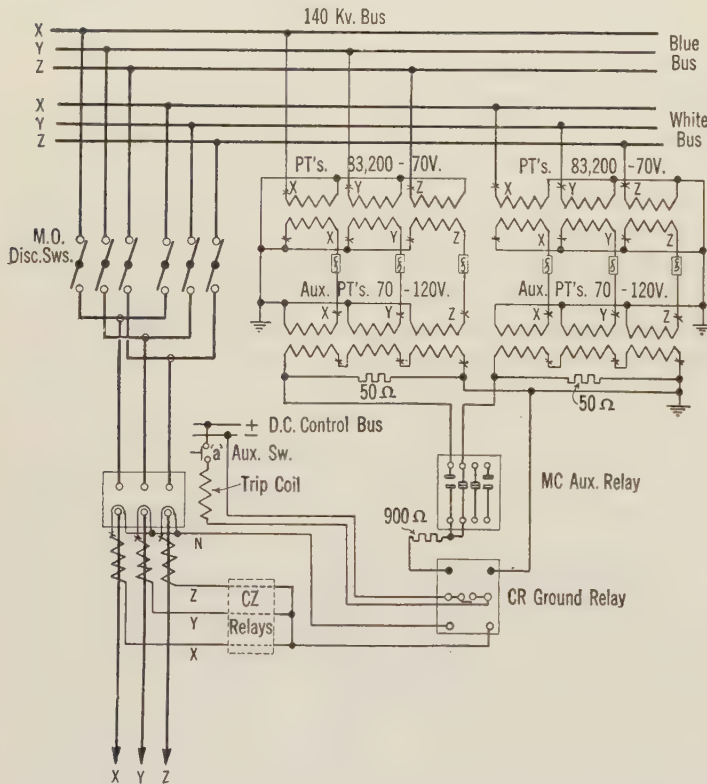 140 Kv. Bus
X
Y
Z
Blue
Bus
X
Y
Z
White
Bus
PT's. 83,200 - 70V.
PT's. 83,200 - 70V.
X Y Z
X Y Z
M.O.
Disc.Sws.
X Y Z
X Y Z
Aux. PT's. 70 - 120V.
Aux. PT's. 70 - 120V.
X Y Z
X Y Z
50 Ω
50 Ω
+
− D.C. Control Bus
"a" Aux. Sw.
Trip Coil
MC Aux. Relay
900 Ω
N
CR Ground Relay
Z
CZ
Y
Relays
X
X Y Z